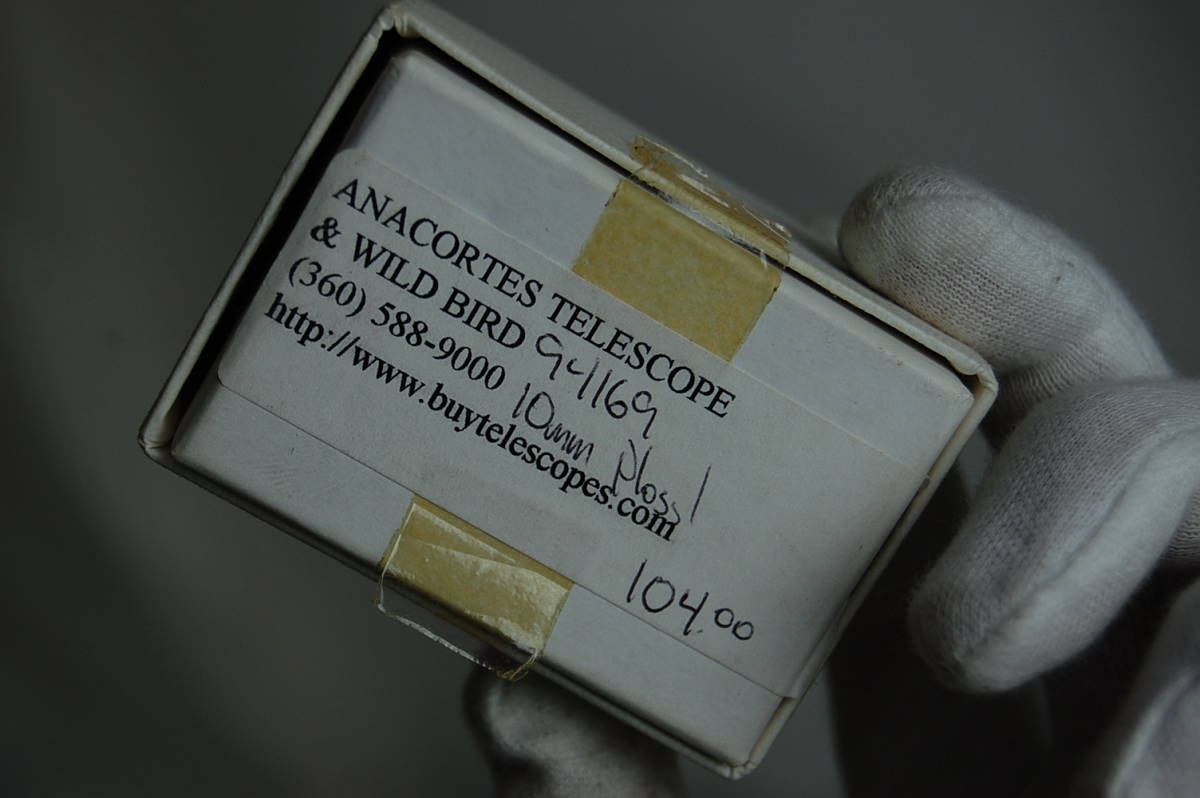 ANACORTES TELESCOPE
& WILD BIRD 94169
(360) 588-9000 10mm Plossl
http://www.buytelescopes.com
104.00